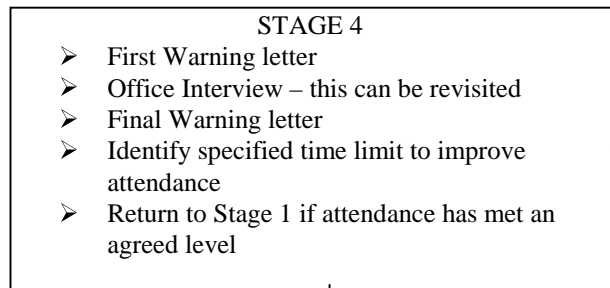 STAGE 4
➢ First Warning letter
➢ Office Interview – this can be revisited
➢ Final Warning letter
➢ Identify specified time limit to improve
attendance
➢ Return to Stage 1 if attendance has met an
agreed level